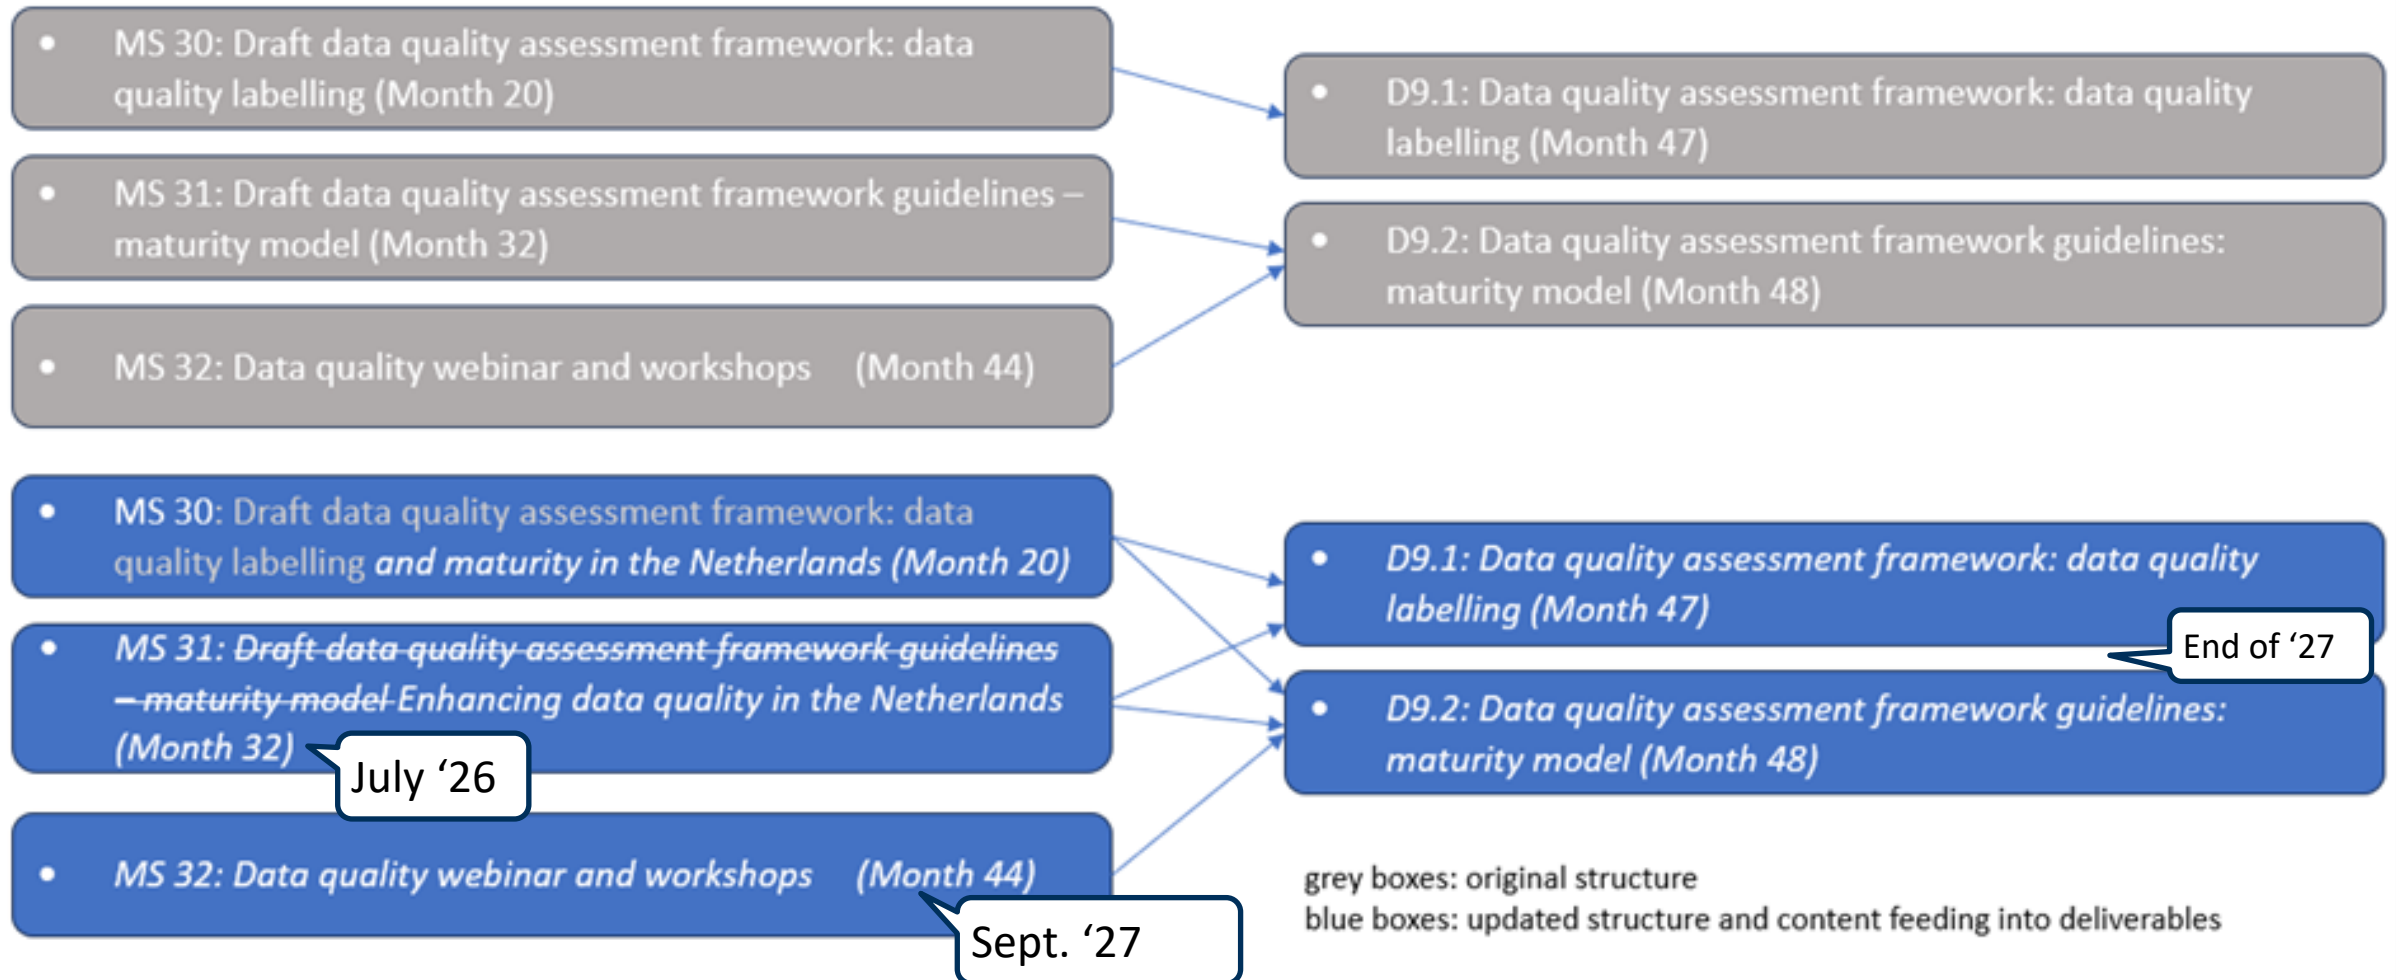 • MS 30: Draft data quality assessment framework: data
quality labelling (Month 20)
• MS 31: Draft data quality assessment framework guidelines –
maturity model (Month 32)
• MS 32: Data quality webinar and workshops (Month 44)
• D9.1: Data quality assessment framework: data quality
labelling (Month 47)
• D9.2: Data quality assessment framework guidelines:
maturity model (Month 48)
• MS 30: Draft data quality assessment framework: data
quality labelling and maturity in the Netherlands (Month 20)
• MS 31: Draft data quality assessment framework guidelines
– maturity model Enhancing data quality in the Netherlands
(Month 32)
July ‘26
• MS 32: Data quality webinar and workshops (Month 44)
Sept. ‘27
• D9.1: Data quality assessment framework: data quality
labelling (Month 47)
End of ‘27
• D9.2: Data quality assessment framework guidelines:
maturity model (Month 48)
grey boxes: original structure
blue boxes: updated structure and content feeding into deliverables